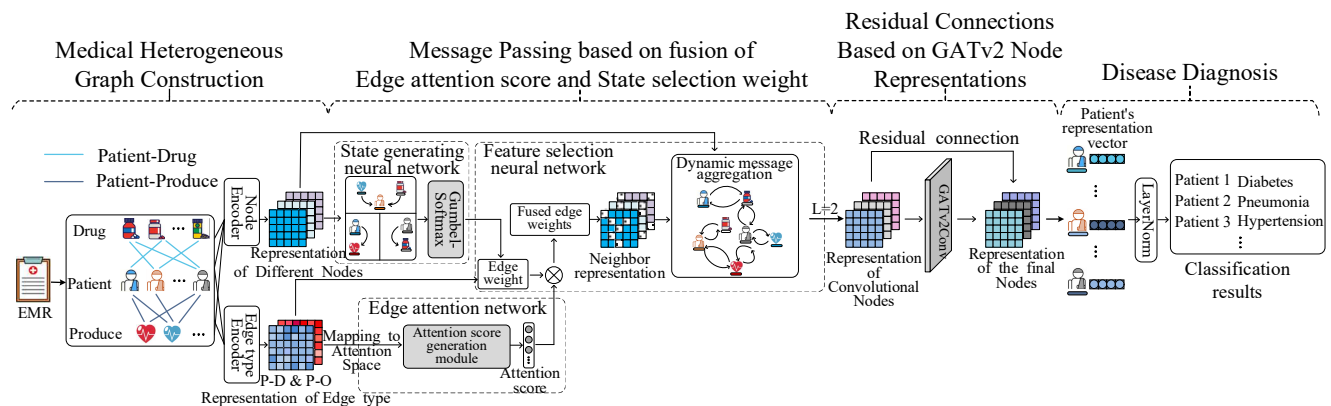 Medical Heterogeneous
Graph Construction
Message Passing based on fusion of
Edge attention score and State selection weight
Residual Connections
Based on GATv2 Node
Representations
Disease Diagnosis
Patient-Drug
Patient-Produce
EMR
Drug
Patient
Produce
Node
Encoder
Edge type
Encoder
Representation
of Different Nodes
P-D & P-O
Representation of Edge type
State generating
neural network
Gumbel-
Softmax
Mapping to
Attention
Space
Edge attention network
Attention score
generation
module
Attention
score
Feature selection
neural network
Edge
weight
Fused edge
weights
Neighbor
representation
Dynamic message
aggregation
L=2
Residual connection
Representation
of
Convolutional
Nodes
GATv2Conv
Representation
of the final
Nodes
Patient's
representation
vector
LayerNorm
Patient 1 Diabetes
Patient 2 Pneumonia
Patient 3 Hypertension
Classification
results